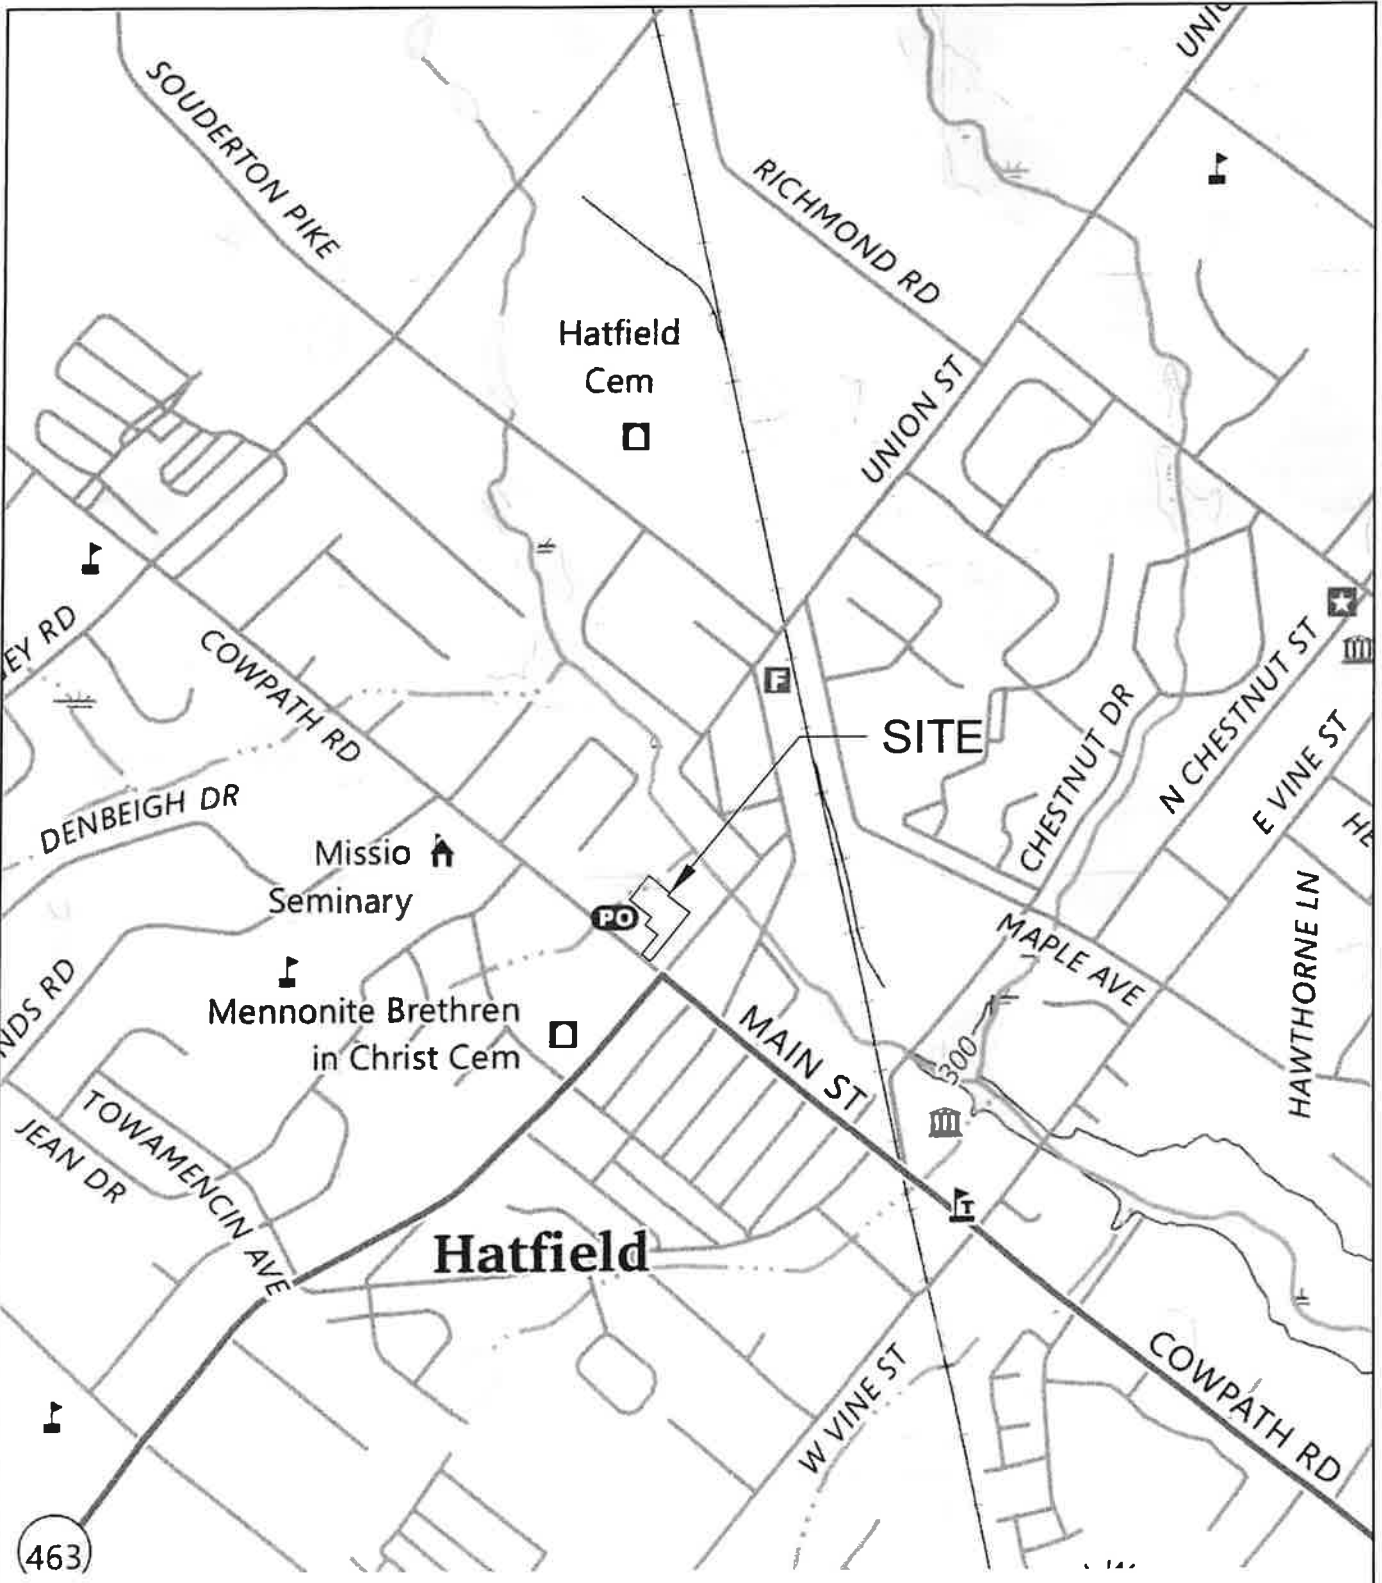 UNIO
SOUDERTON PIKE
RICHMOND RD
Hatfield
Cem
UNION ST
F
EY RD
COWPATH RD
SITE
CHESTNUT DR
N CHESTNUT ST
E VINE ST
HE
DENBEIGH DR
Missio
Seminary
PO
HAWTHORNE LN
MAPLE AVE
NDS RD
Mennonite Brethren
in Christ Cem
MAIN ST
300
TOWAMENCIN AVE
JEAN DR
T
Hatfield
W VINE ST
COWPATH RD
463